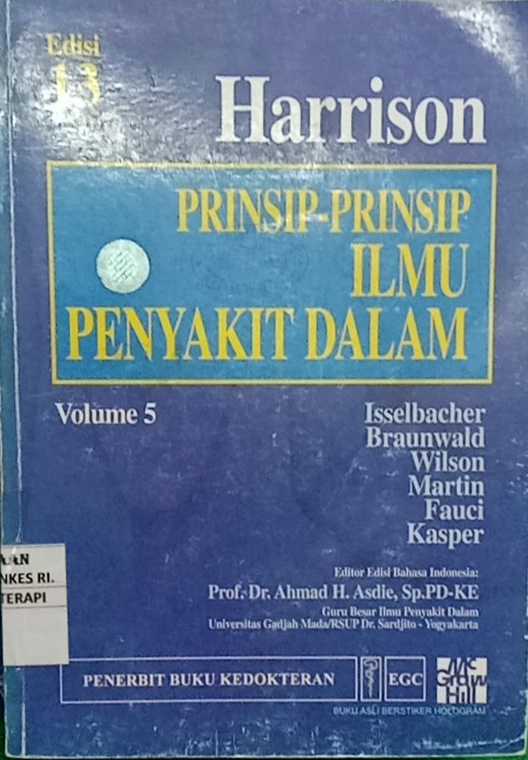 Edisi
13
Harrison
PRINSIP-PRINSIP
ILMU
PENYAKIT DALAM
Volume 5
Isselbacher
Braunwald
Wilson
Martin
Fauci
Kasper
AAN
NKES RI.
TERAPI
Editor Edisi Bahasa Indonesia:
Prof. Dr. Ahmad H. Asdie, Sp.PD-KE
Guru Besar Ilmu Penyakit Dalam
Universitas Gadjah Mada/RSUP Dr. Sardjito - Yogyakarta
PENERBIT BUKU KEDOKTERAN
EGC
Mc
Graw
Hill
BUKU ASLI BERSTIKER HOLOGRAM